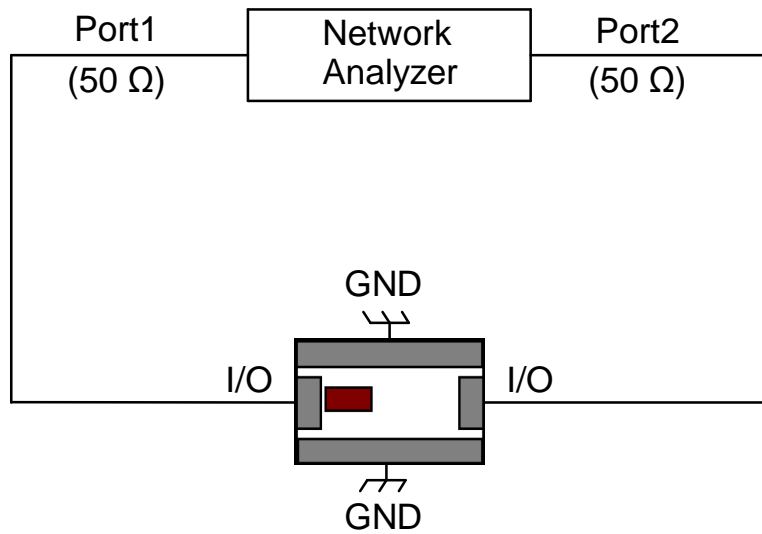 Port1
(50 Ω)
Network
Analyzer
Port2
(50 Ω)
GND
I/O
I/O
GND